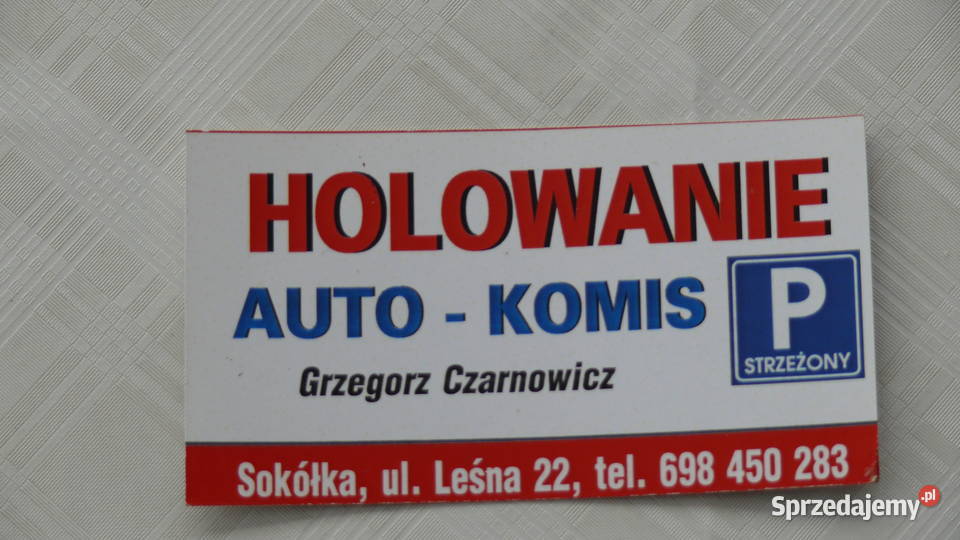 HOLOWANIE
AUTO - KOMIS
P
STRZEŻONY
Grzegorz Czarnowicz
Sokółka, ul. Leśna 22, tel. 698 450 283
Sprzedajemy.pl